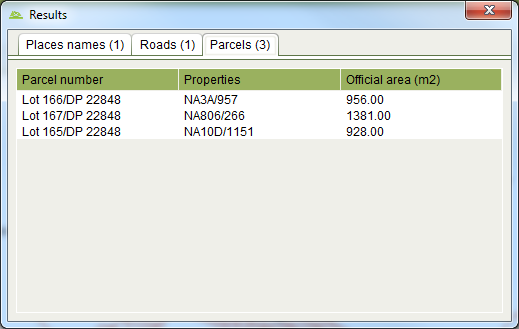 Results
Places names (1) Roads (1) Parcels (3)
Parcel number Properties Official area (m2)
Lot 166/DP 22848 NA3A/957 956.00
Lot 167/DP 22848 NA806/266 1381.00
Lot 165/DP 22848 NA10D/1151 928.00